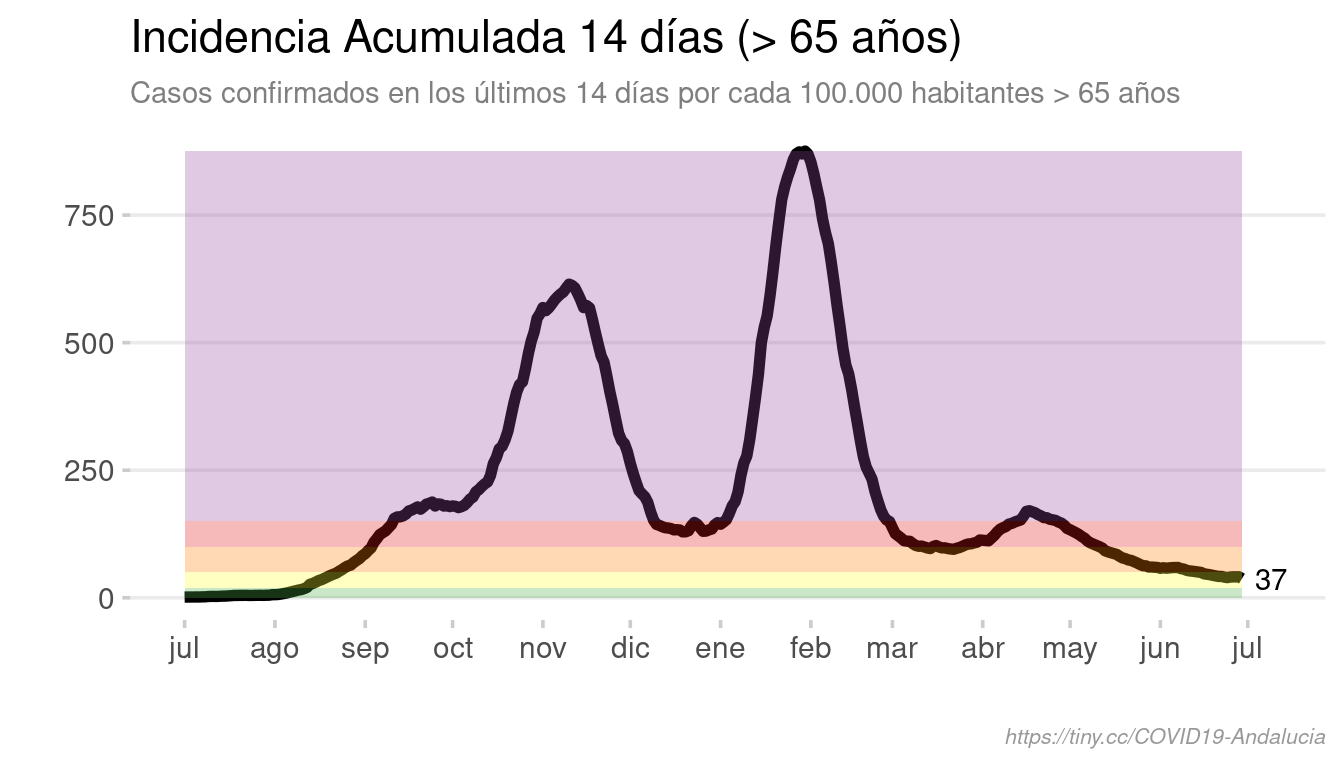 Incidencia Acumulada 14 días (> 65 años)
Casos confirmados en los últimos 14 días por cada 100.000 habitantes > 65 años
750
500
250
0
37
jul ago sep oct nov dic ene feb mar abr may jun jul
https://tiny.cc/COVID19-Andalucia